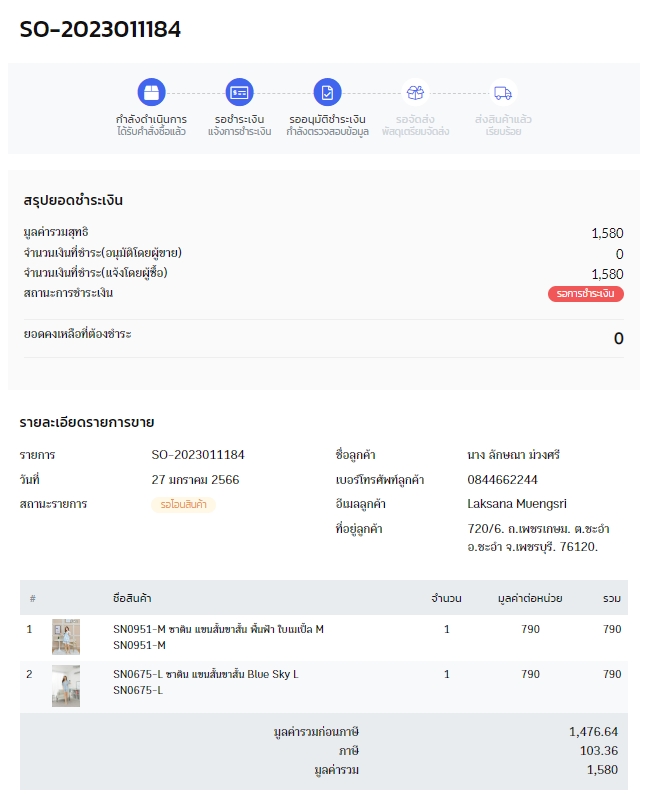 SO-2023011184
กำลังดำเนินการ
ได้รับคำสั่งซื้อแล้ว
รอชำระเงิน
แจ้งการชำระเงิน
รออนุมัติชำระเงิน
กำลังตรวจสอบข้อมูล
รอจัดส่ง
พัสดุเตรียมจัดส่ง
ส่งสินค้าแล้ว
เรียบร้อย
สรุปยอดชำระเงิน
มูลค่ารวมสุทธิ 1,580
จำนวนเงินที่ชำระ(อนุมัติโดยผู้ขาย) 0
จำนวนเงินที่ชำระ(แจ้งโดยผู้ซื้อ) 1,580
สถานะการชำระเงิน รอการชำระเงิน
ยอดคงเหลือที่ต้องชำระ 0
รายละเอียดรายการขาย
รายการ SO-2023011184
วันที่ 27 มกราคม 2566
สถานะรายการ รอโอนสินค้า
ชื่อลูกค้า นาง ลักษณา ม่วงศรี
เบอร์โทรศัพท์ลูกค้า 0844662244
อีเมลลูกค้า Laksana Muengsri
ที่อยู่ลูกค้า 720/6. ถ.เพชรเกษม. ต.ชะอำ
อ.ชะอำ จ.เพชรบุรี. 76120.
# ชื่อสินค้า จำนวน มูลค่าต่อหน่วย รวม
1 SN0951-M ซาติน แขนสั้นขาสั้น พื้นฟ้า ใบเมเปิ้ล M 1 790 790
SN0951-M
2 SN0675-L ซาติน แขนสั้นขาสั้น Blue Sky L 1 790 790
SN0675-L
มูลค่ารวมก่อนภาษี 1,476.64
ภาษี 103.36
มูลค่ารวม 1,580